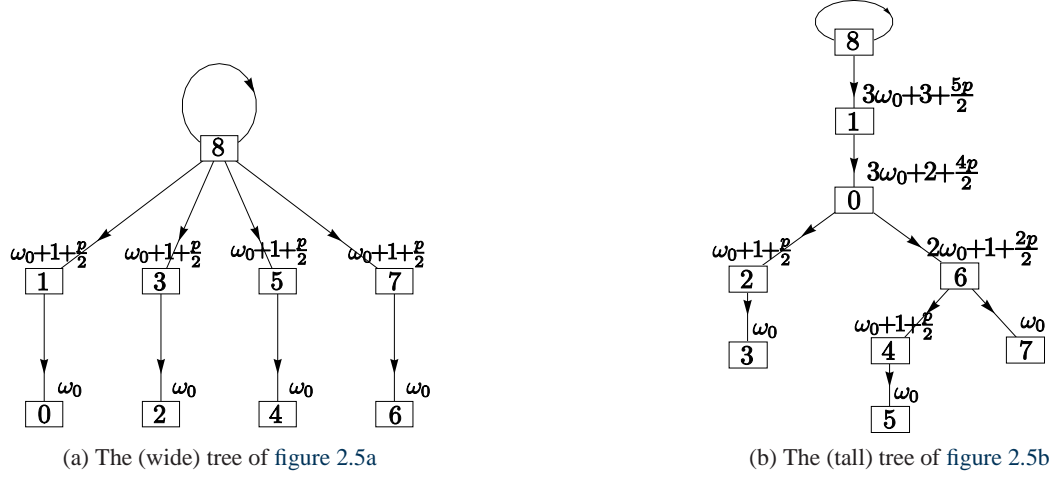 8
ω₀+1+p/2 ω₀+1+p/2 ω₀+1+p/2 ω₀+1+p/2
1 3 5 7
ω₀ ω₀ ω₀ ω₀
0 2 4 6
(a) The (wide) tree of figure 2.5a
8
3ω₀+3+5p/2
1
3ω₀+2+4p/2
0
ω₀+1+p/2 2ω₀+1+2p/2
2 6
ω₀ ω₀+1+p/2 ω₀
3 4 7
ω₀
5
(b) The (tall) tree of figure 2.5b